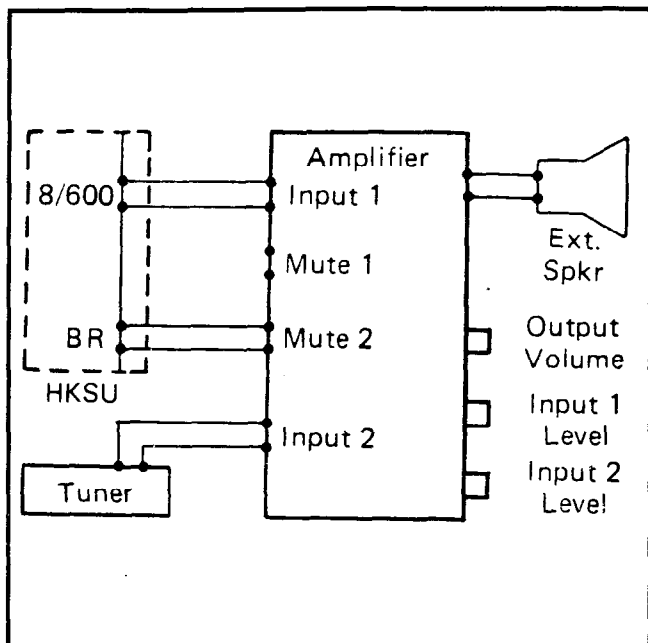 Amplifier
8/600
Input 1
Mute 1
BR
Mute 2
HKSU
Input 2
Tuner
Ext.
Spkr
Output
Volume
Input 1
Level
Input 2
Level